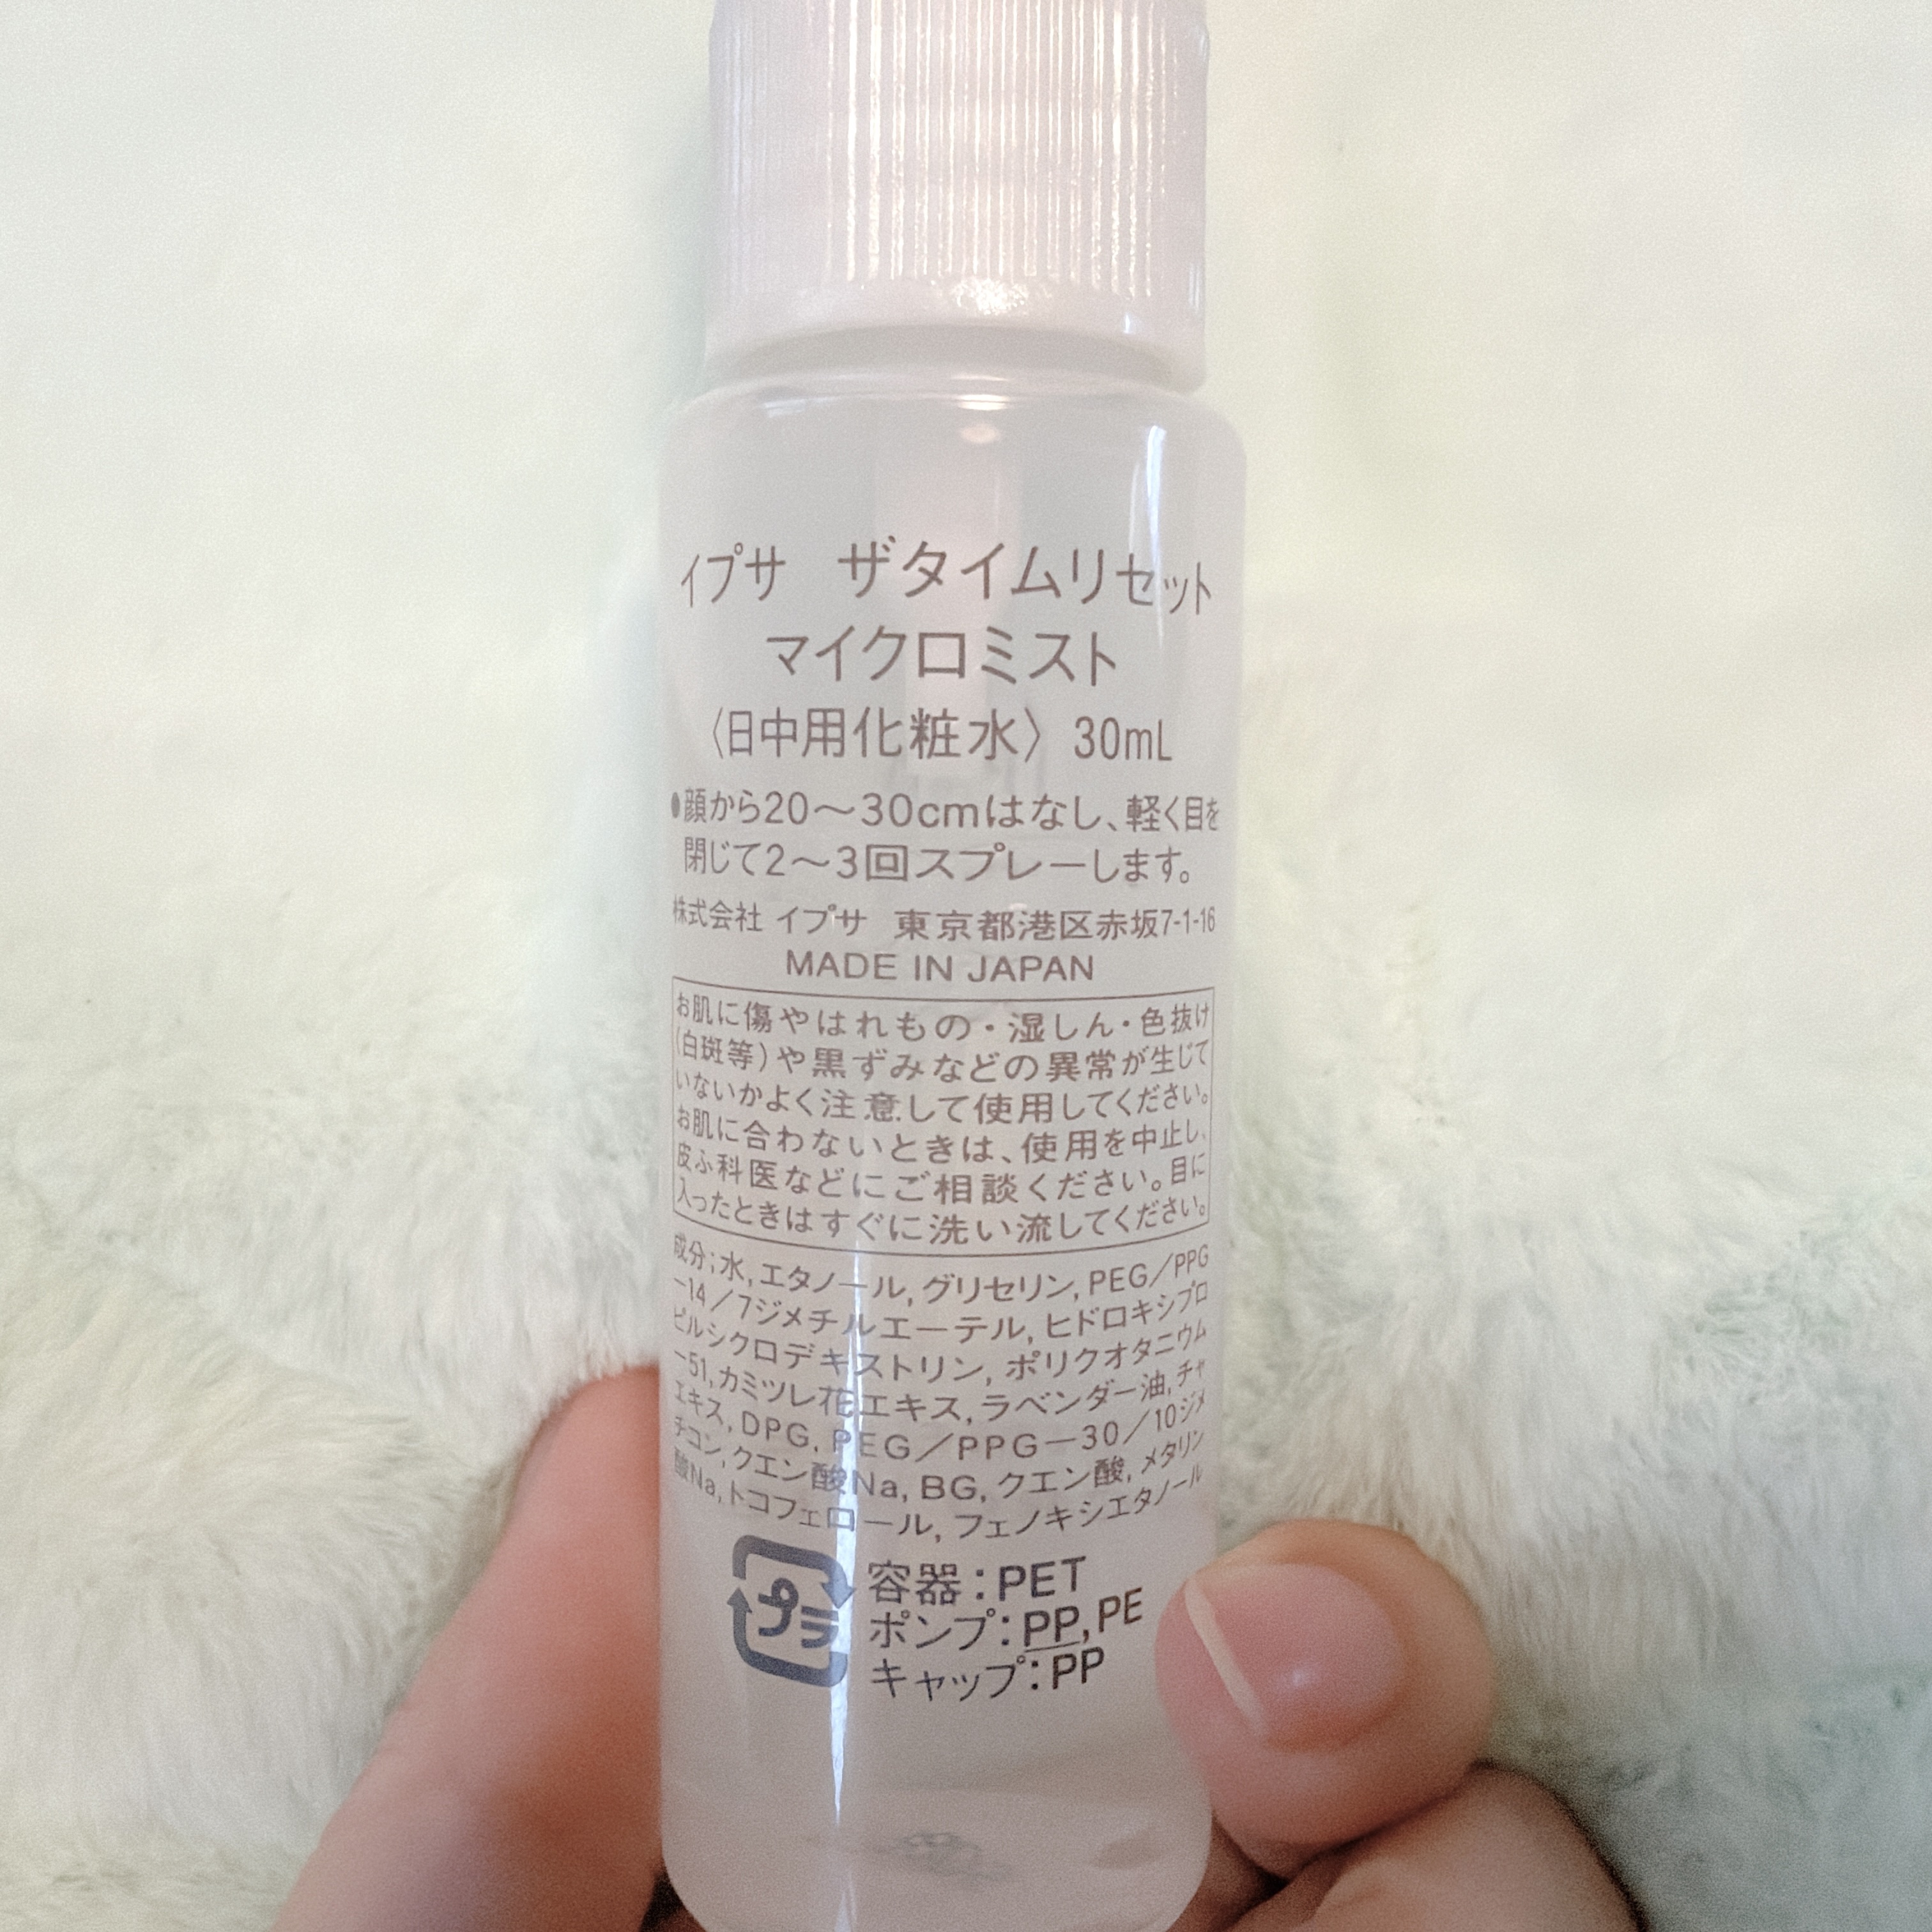 イプサ ザタイムリセット
マイクロミスト
〈日中用化粧水〉 30mL
●顔から20〜30cmはなし、軽く目を
閉じて2〜3回スプレーします。
株式会社 イプサ 東京都港区赤坂7-1-16
MADE IN JAPAN
お肌に傷やはれもの・湿しん・色抜け
(白斑等)や黒ずみなどの異常が生じて
いないかよく注意して使用してください。
お肌に合わないときは、使用を中止し、
皮ふ科医などにご相談ください。目に
入ったときはすぐに洗い流してください。
成分;水,エタノール,グリセリン,PEG/PPG
-14/7ジメチルエーテル,ヒドロキシプロ
ピルシクロデキストリン,ポリクオタニウム
-51,カミツレ花エキス,ラベンダー油,チャ
エキス,DPG,PEG/PPG-30/10ジメ
チコン,クエン酸Na,BG,クエン酸,メタリン
酸Na,トコフェロール,フェノキシエタノール
プラ
容器:PET
ポンプ:PP,PE
キャップ:PP